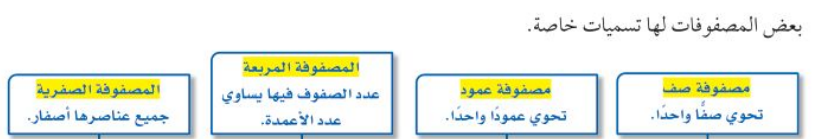 بعض المصفوفات لها تسميات خاصة.
مصفوفة صف
تحوي صفًّا واحدًا.
مصفوفة عمود
تحوي عمودًا واحدًا.
المصفوفة المربعة
عدد الصفوف فيها يساوي
عدد الأعمدة.
المصفوفة الصفرية
جميع عناصرها أصفار.